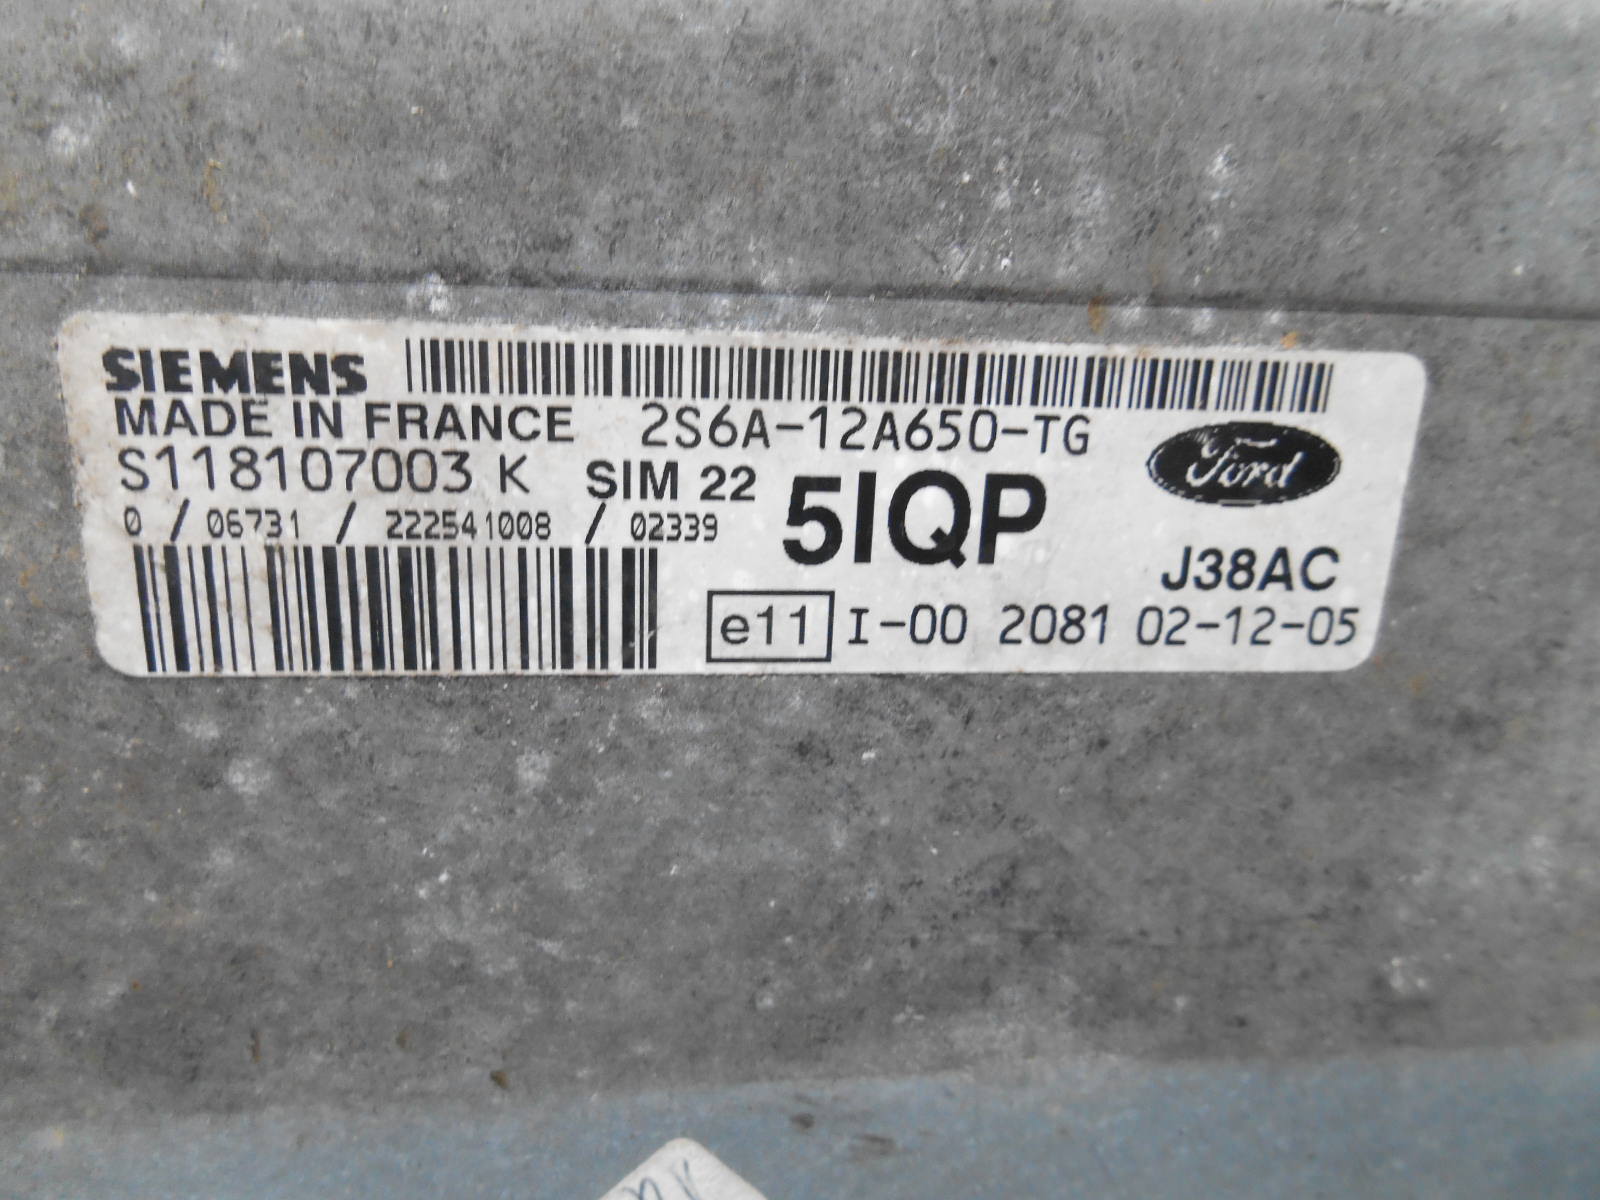 SIEMENS
MADE IN FRANCE 2S6A-12A650-TG
S118107003 K SIM 22 5IQP Ford
0 / 06731 / 222541008 / 02339
J38AC
e11 I-00 2081 02-12-05